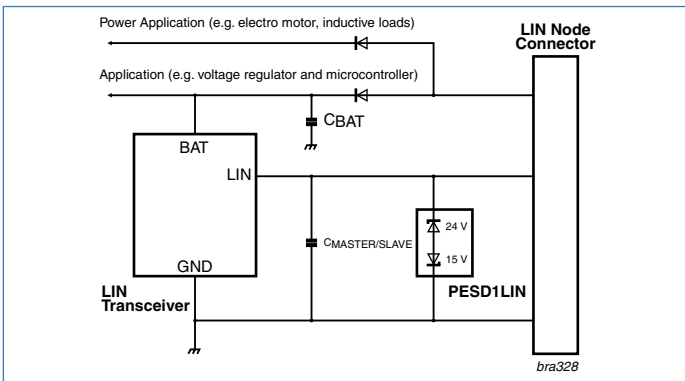 Power Application (e.g. electro motor, inductive loads)
LIN Node
Connector
Application (e.g. voltage regulator and microcontroller)
CBAT
BAT
LIN
24 V
CMASTER/SLAVE
15 V
GND
LIN
Transceiver
PESD1LIN
bra328